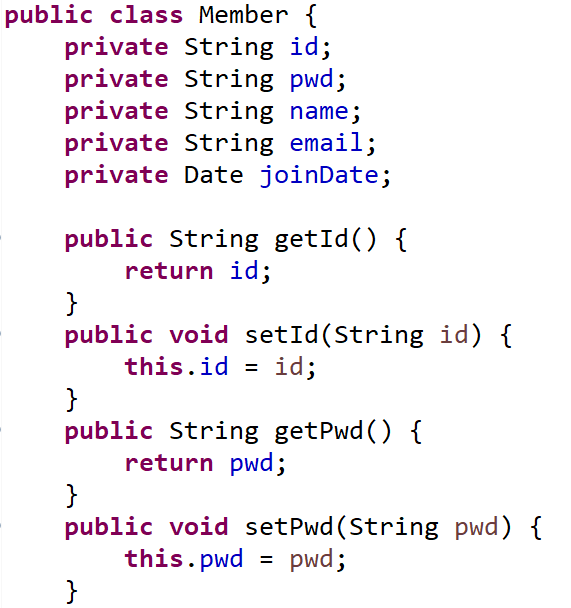 public class Member {
    private String id;
    private String pwd;
    private String name;
    private String email;
    private Date joinDate;

    public String getId() {
        return id;
    }
    public void setId(String id) {
        this.id = id;
    }
    public String getPwd() {
        return pwd;
    }
    public void setPwd(String pwd) {
        this.pwd = pwd;
    }